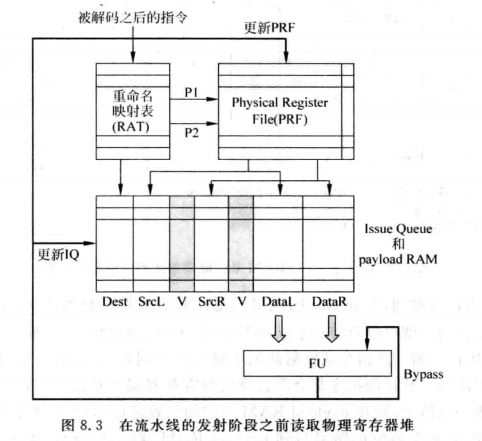 被解码之后的指令
更新PRF
重命名
映射表
(RAT)
P1
P2
Physical Register
File(PRF)
更新IQ
Issue Queue
和
payload RAM
Dest SrcL V SrcR V DataL DataR
FU
Bypass
图 8.3 在流水线的发射阶段之前读取物理寄存器堆